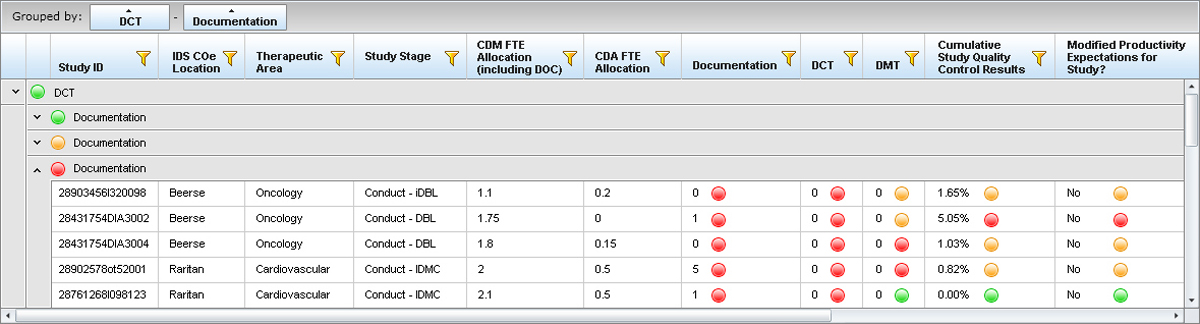 Grouped by: DCT - Documentation
Study ID
IDS COe
Location
Therapeutic
Area
Study Stage
CDM FTE
Allocation
(including DOC)
CDA FTE
Allocation
Documentation
DCT
DMT
Cumulative
Study Quality
Control Results
Modified Productivity
Expectations for
Study?
DCT
Documentation
Documentation
Documentation
28903456I320098 Beerse Oncology Conduct - iDBL 1.1 0.2 0 0 0 1.65% No
28431754DIA3002 Beerse Oncology Conduct - DBL 1.75 0 1 0 0 5.05% No
28431754DIA3004 Beerse Oncology Conduct - DBL 1.8 0.15 0 0 0 1.03% No
28902578ot52001 Raritan Cardiovascular Conduct - IDMC 2 0.5 5 0 0 0.82% No
28761268I098123 Raritan Cardiovascular Conduct - IDMC 2.1 0.5 1 0 0 0.00% No